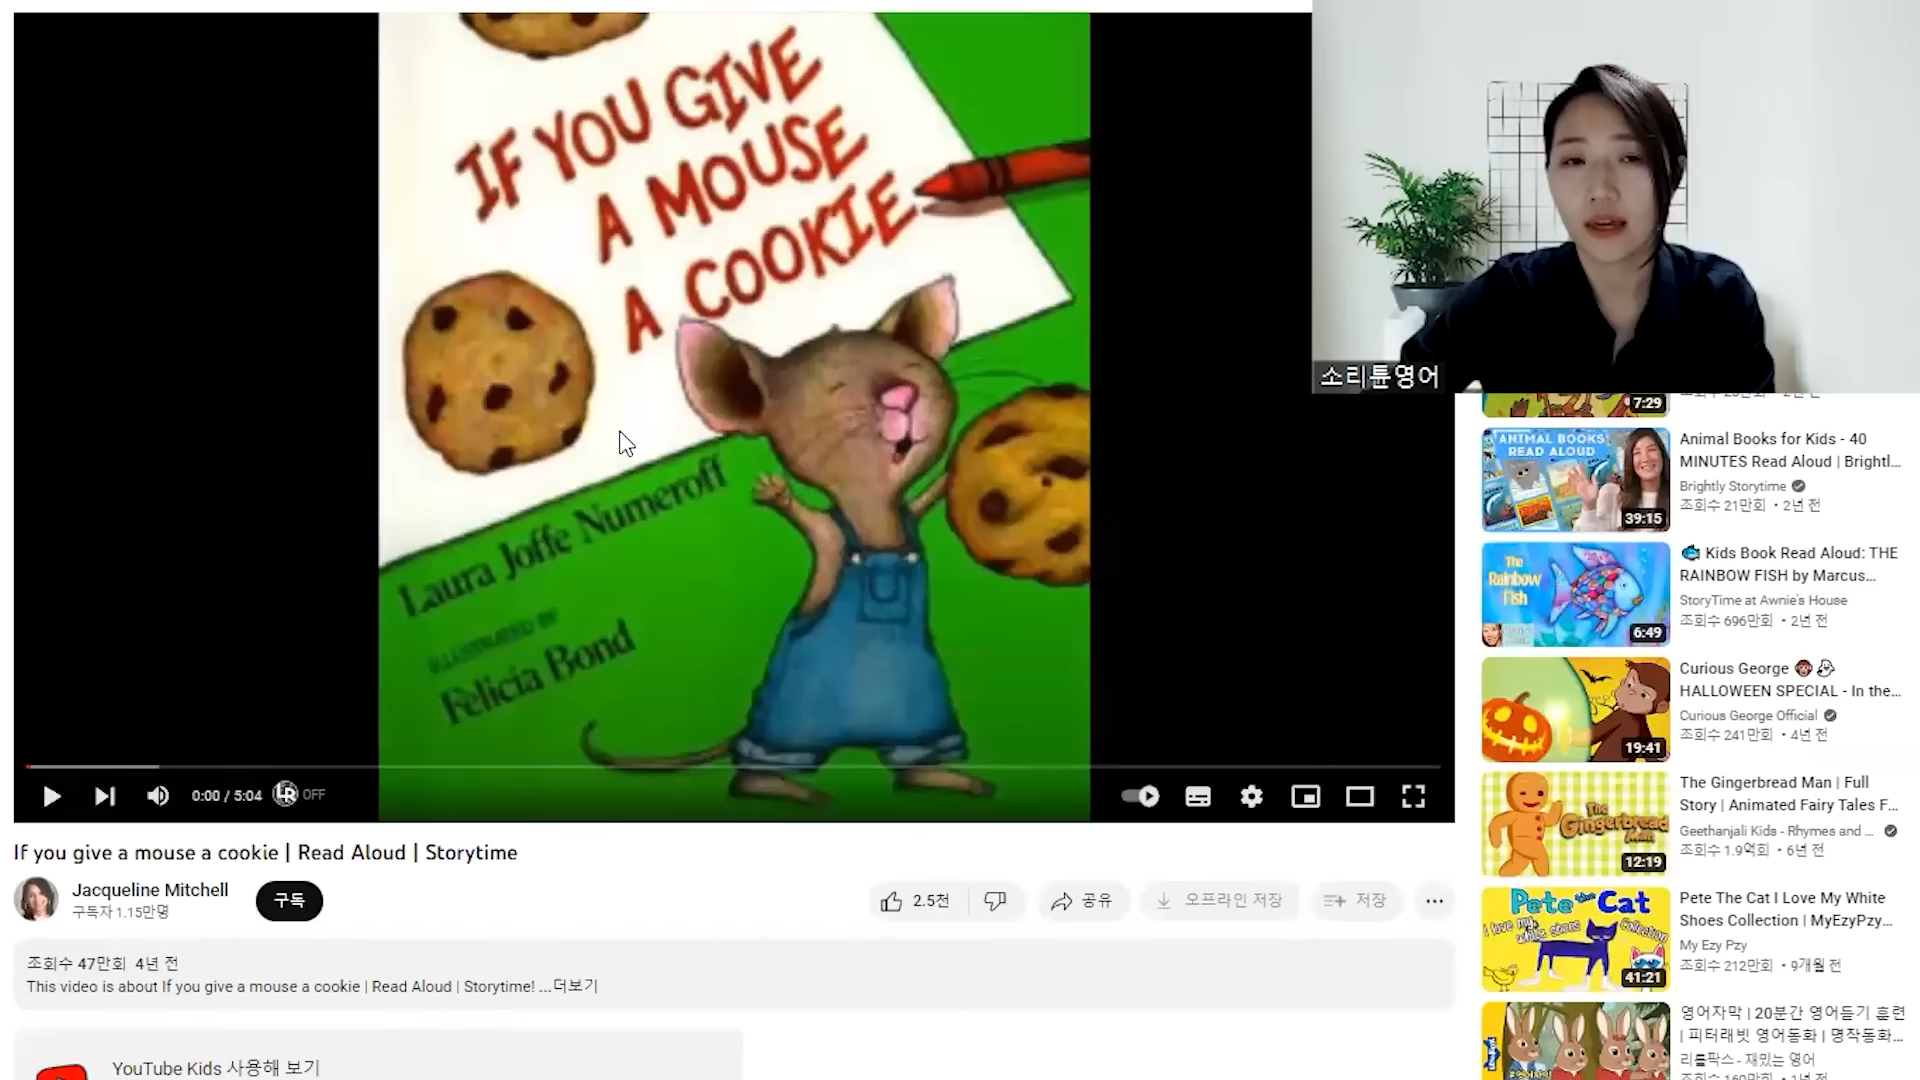 IF YOU GIVE
A MOUSE
A COOKIE
Laura Joffe Numeroff
ILLUSTRATED BY
Felicia Bond
0:00 / 5:04
LR OFF
If you give a mouse a cookie | Read Aloud | Storytime
Jacqueline Mitchell
구독자 1.15만명
구독
2.5천
공유
오프라인 저장
저장
조회수 47만회 4년 전
This video is about If you give a mouse a cookie | Read Aloud | Storytime! ...더보기
YouTube Kids 사용해 보기
소리튠영어
7:29
ANIMAL BOOKS
READ ALOUD
39:15
Animal Books for Kids - 40
MINUTES Read Aloud | Brightl...
Brightly Storytime
조회수 21만회 • 2년 전
The
Rainbow
Fish
6:49
Kids Book Read Aloud: THE
RAINBOW FISH by Marcus...
StoryTime at Awnie's House
조회수 696만회 • 2년 전
19:41
Curious George
HALLOWEEN SPECIAL - In the...
Curious George Official
조회수 241만회 • 4년 전
The
Gingerbread
Man
12:19
The Gingerbread Man | Full
Story | Animated Fairy Tales F...
Geethanjali Kids - Rhymes and ...
조회수 1.9억회 • 6년 전
Pete the Cat
I love my
white shoes
Collection
41:21
Pete The Cat I Love My White
Shoes Collection | MyEzyPzy...
My Ezy Pzy
조회수 212만회 • 9개월 전
영어자막 | 20분간 영어듣기 훈련
| 피터래빗 영어동화 | 명작동화...
리틀팍스 - 재밌는 영어